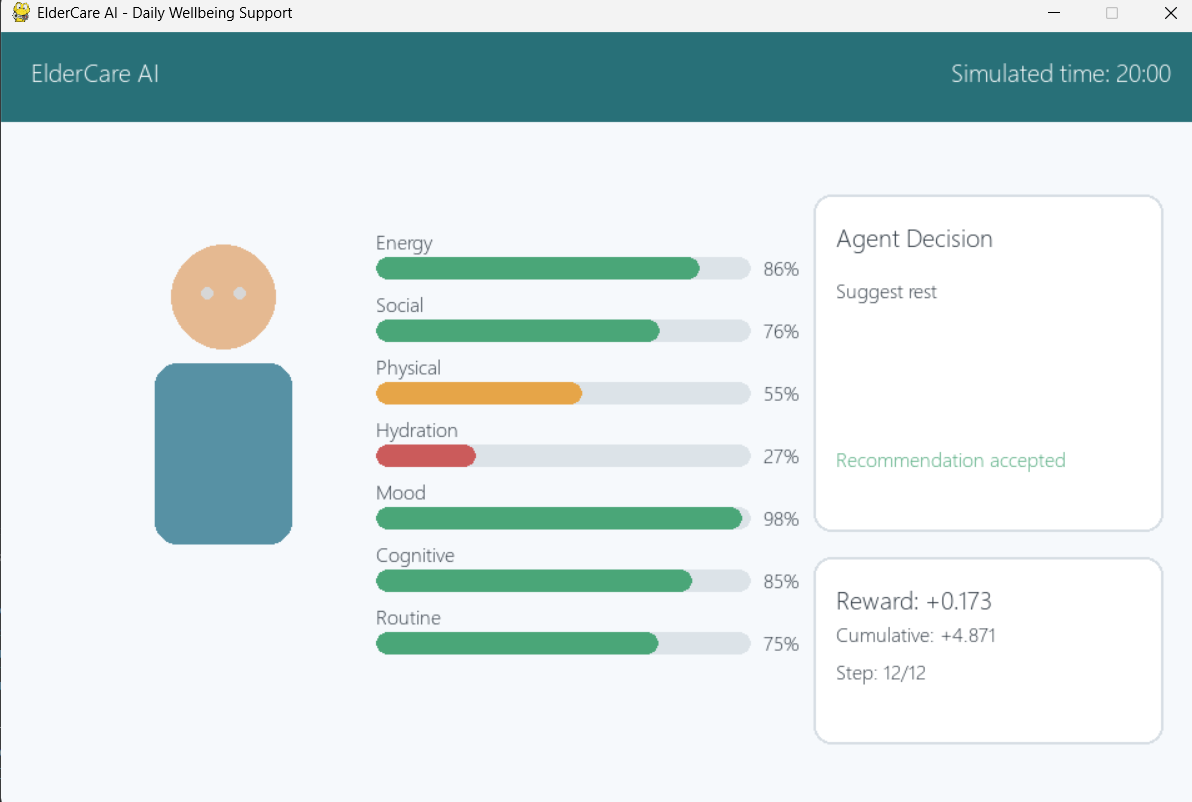 ElderCare AI - Daily Wellbeing Support
ElderCare AI
Simulated time: 20:00
Energy
86%
Social
76%
Physical
55%
Hydration
27%
Mood
98%
Cognitive
85%
Routine
75%
Agent Decision
Suggest rest
Recommendation accepted
Reward: +0.173
Cumulative: +4.871
Step: 12/12